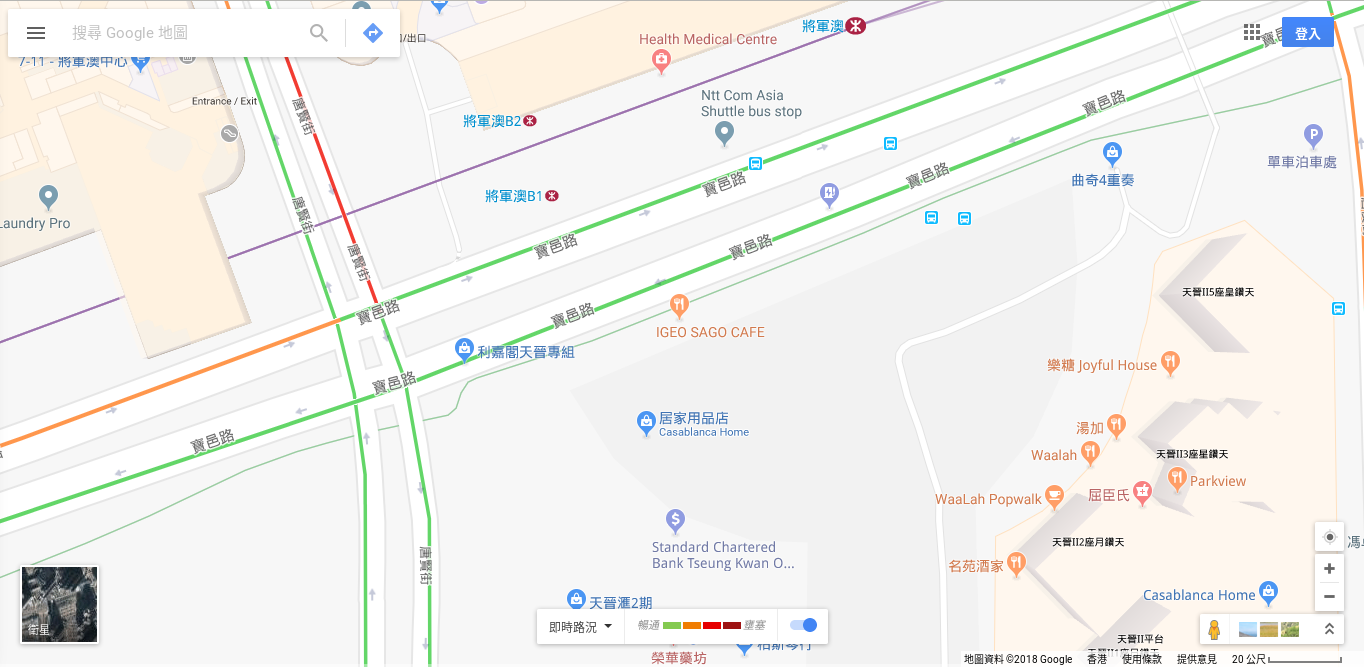 搜尋 Google 地圖
登入
將軍澳
/出口
Health Medical Centre
7-11 - 將軍澳中心
Entrance / Exit
Ntt Com Asia
Shuttle bus stop
將軍澳B2
將軍澳B1
唐賢街
唐賢街
唐賢街
唐賢街
寶邑路
寶邑路
寶邑路
寶邑路
寶邑路
寶邑路
寶邑路
寶邑路
寶邑路
單車泊車處
曲奇4重奏
Laundry Pro
天晉II5座皇鑽天
IGEO SAGO CAFE
利嘉閣天晉專組
樂糖 Joyful House
居家用品店
Casablanca Home
湯加
Waalah
天晉II3座星鑽天
Parkview
WaaLah Popwalk
屈臣氏
天晉II2座月鑽天
Standard Chartered
Bank Tseung Kwan O...
名苑酒家
Casablanca Home
天晉匯2期
衛星
即時路況
暢通
壅塞
天晉II平台
榮華藥坊
地圖資料 ©2018 Google
香港
使用條款
提供意見
20 公尺